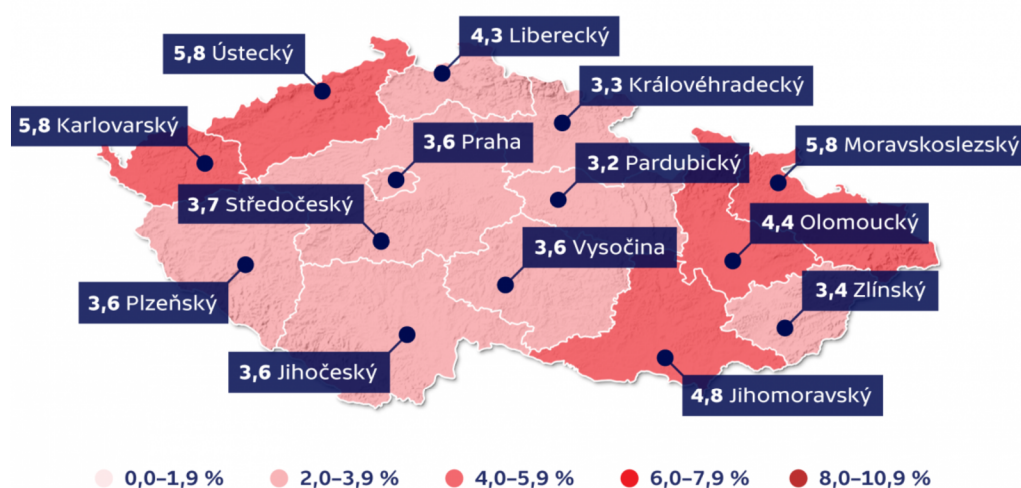 4,3 Liberecký
5,8 Ústecký
3,3 Královéhradecký
5,8 Karlovarský
3,6 Praha
5,8 Moravskoslezský
3,2 Pardubický
3,7 Středočeský
4,4 Olomoucký
3,6 Vysočina
3,4 Zlínský
3,6 Plzeňský
3,6 Jihočeský
4,8 Jihomoravský
0,0–1,9 %
2,0–3,9 %
4,0–5,9 %
6,0–7,9 %
8,0–10,9 %